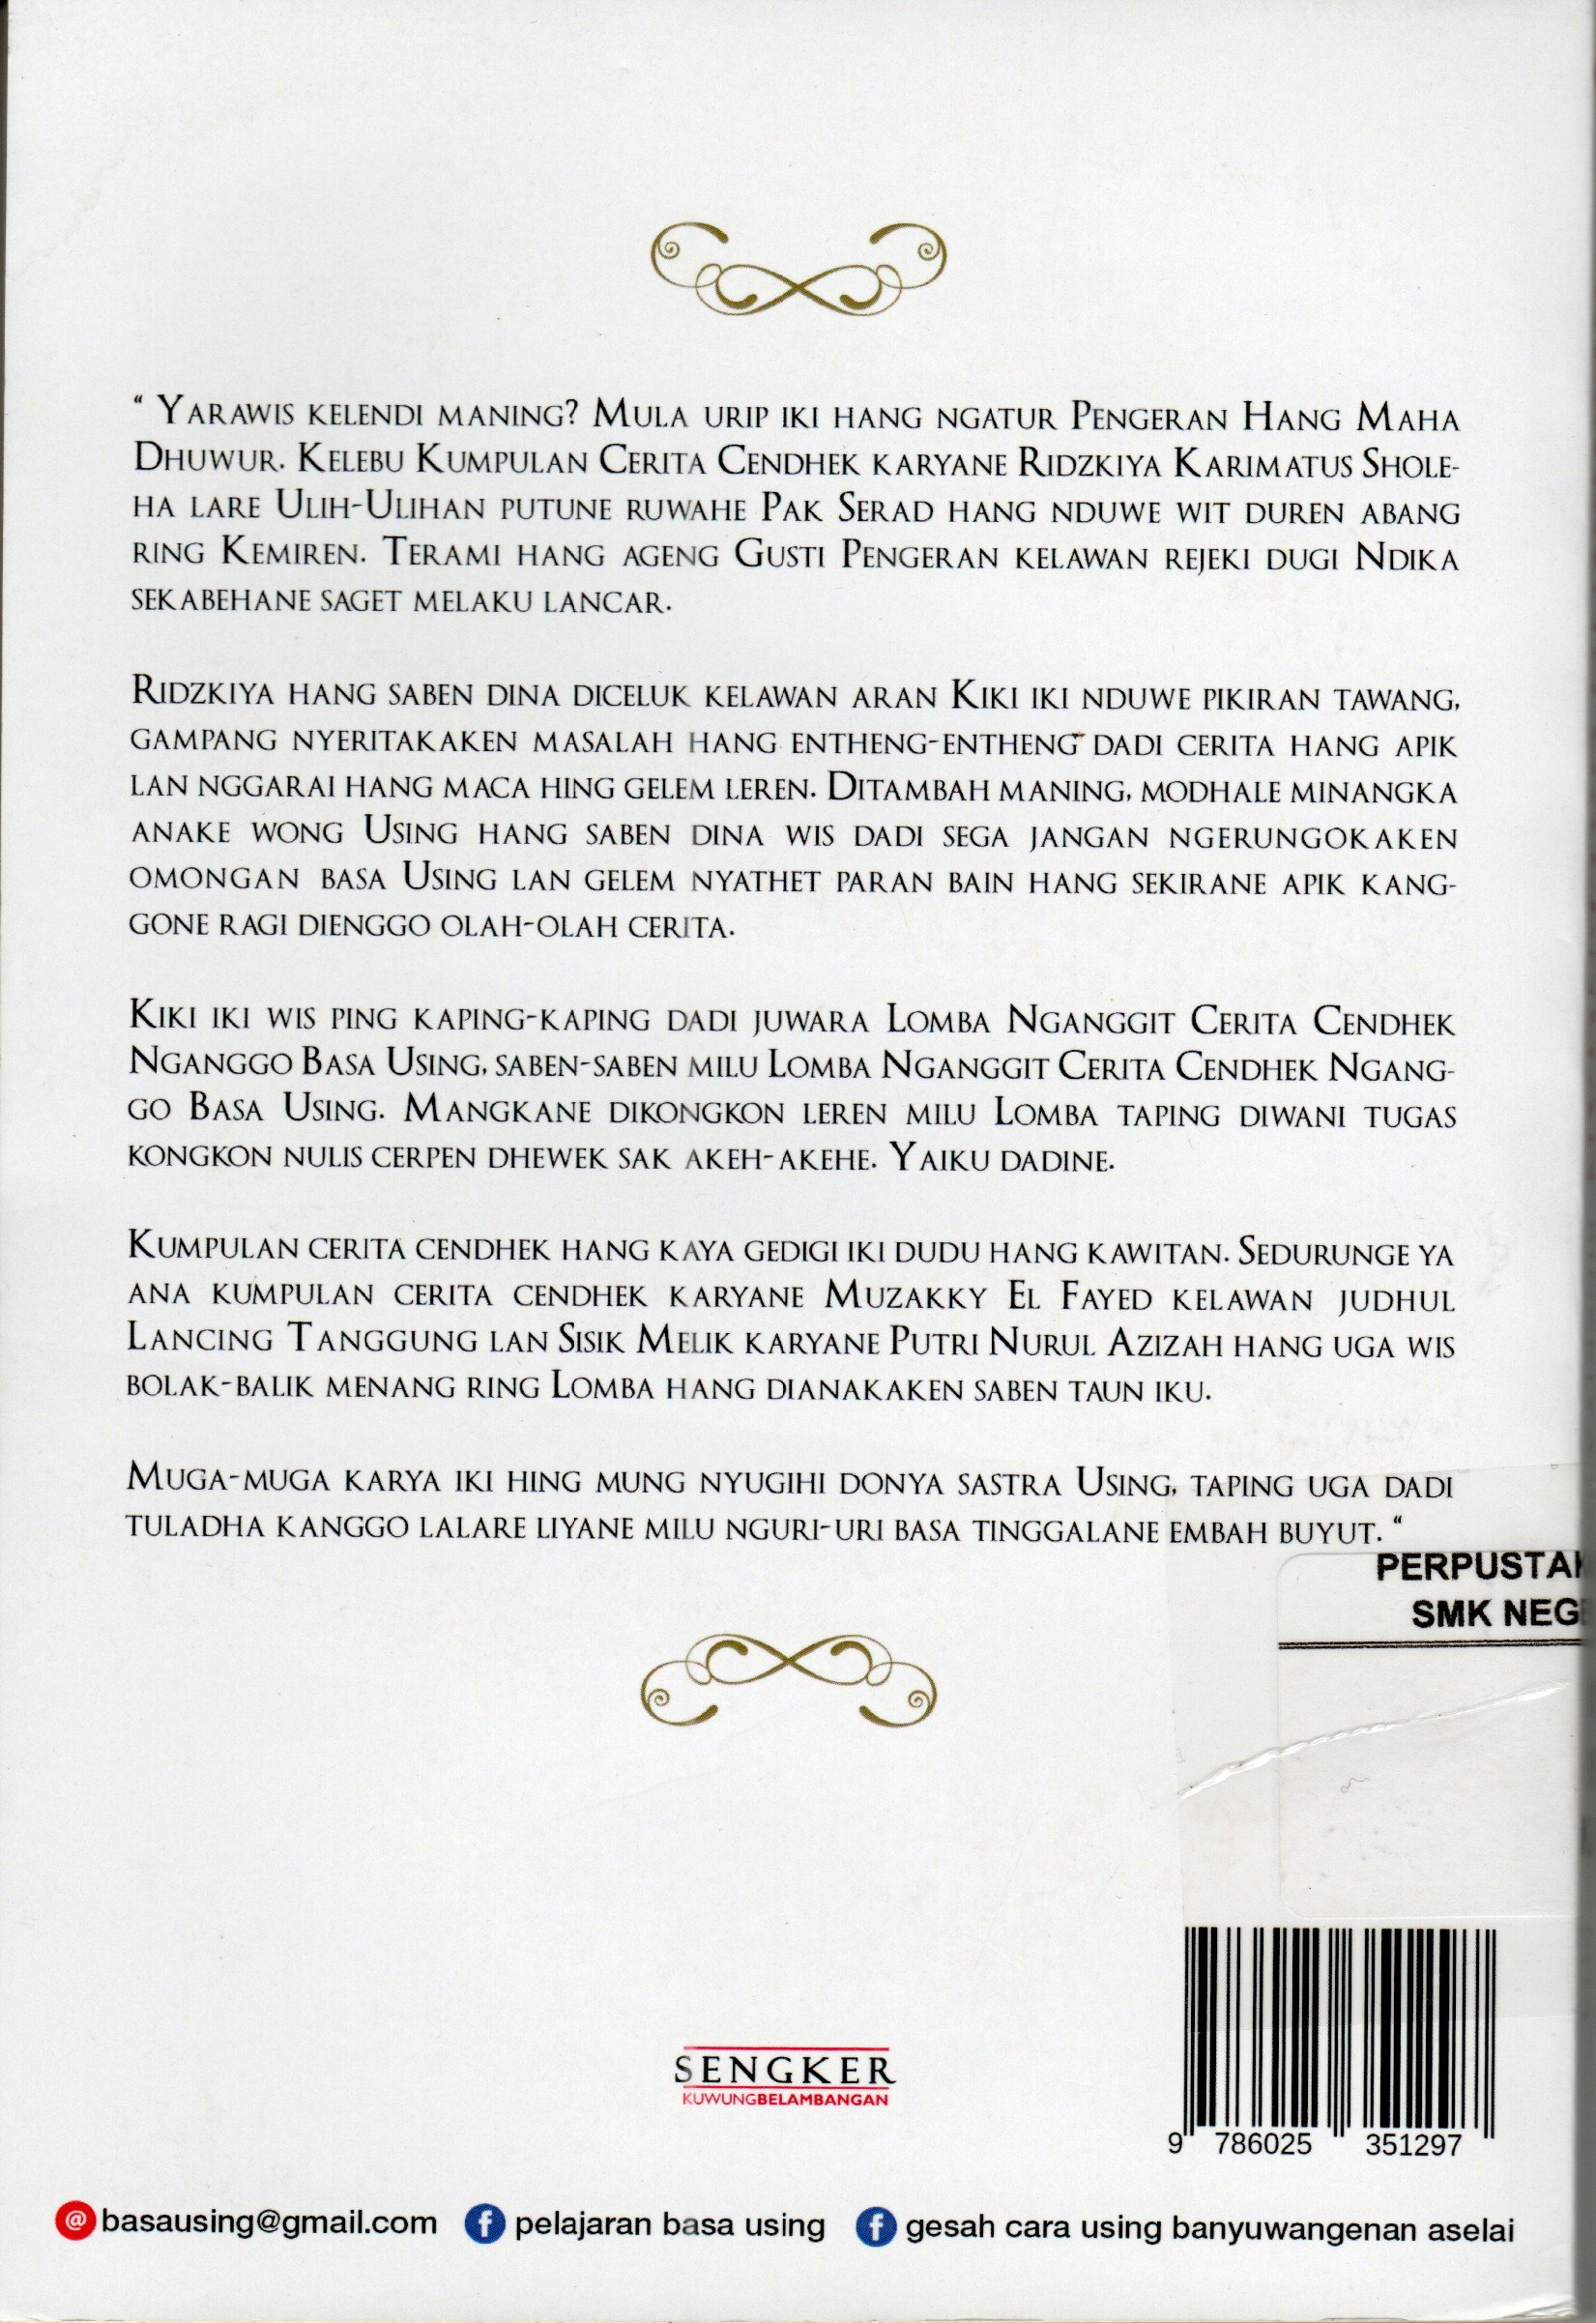 “ Yarawis kelendi maning? Mula urip iki hang ngatur Pengeran Hang Maha
Dhuwur. Kelebu Kumpulan Cerita Cendhek karyane Ridzkiya Karimatus Shole-
ha lare Ulih-Ulihan putune ruwahe Pak Serad hang nduwe wit duren abang
ring Kemiren. Terami hang ageng Gusti Pengeran kelawan rejeki dugi Ndika
sekabehane saget melaku lancar.
Ridzkiya hang saben dina diceluk kelawan aran Kiki iki nduwe pikiran tawang,
gampang nyeritakaken masalah hang entheng-entheng dadi cerita hang apik
lan nggarai hang maca hing gelem leren. Ditambah maning, modhale minangka
anake wong Using hang saben dina wis dadi sega jangan ngerungokaken
omongan basa Using lan gelem nyathet paran bain hang sekirane apik kang-
gone ragi dienggo olah-olah cerita.
Kiki iki wis ping kaping-kaping dadi juwara Lomba Nganggit Cerita Cendhek
Nganggo Basa Using, saben-saben milu Lomba Nganggit Cerita Cendhek Ngang-
go Basa Using. Mangkane dikongkon leren milu Lomba taping diwani tugas
kongkon nulis cerpen dhewek sak akeh-akehe. Yaiku dadine.
Kumpulan cerita cendhek hang kaya gedigi iki dudu hang kawitan. Sedurunge ya
ana kumpulan cerita cendhek karyane Muzakky El Fayed kelawan judhul
Lancing Tanggung lan Sisik Melik karyane Putri Nurul Azizah hang uga wis
bolak-balik menang ring Lomba hang dianakaken saben taun iku.
Muga-muga karya iki hing mung nyugihi donya sastra Using, taping uga dadi
tuladha kanggo lalare liyane milu nguri-uri basa tinggalane embah buyut. “
PERPUSTA
SMK NEG
SENGKER
KUWUNGBELAMBANGAN
9 786025 351297
@ basausing@gmail.com f pelajaran basa using f gesah cara using banyuwangenan aselai